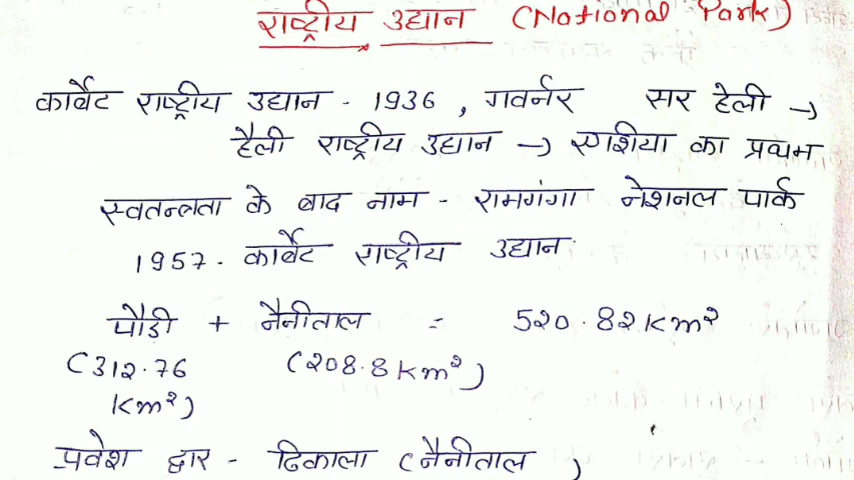 राष्ट्रीय उद्यान (National Park)
कार्बेट राष्ट्रीय उद्यान - 1936, गवर्नर सर हेली →
हैली राष्ट्रीय उद्यान → एशिया का प्रथम
स्वतन्त्रता के बाद नाम - रामगंगा नेशनल पार्क
1957 - कार्बेट राष्ट्रीय उद्यान
पौड़ी + नैनीताल = 520.82 Km²
(312.76 (208.8 Km²)
Km²)
प्रवेश द्वार - ढिकाला (नैनीताल)